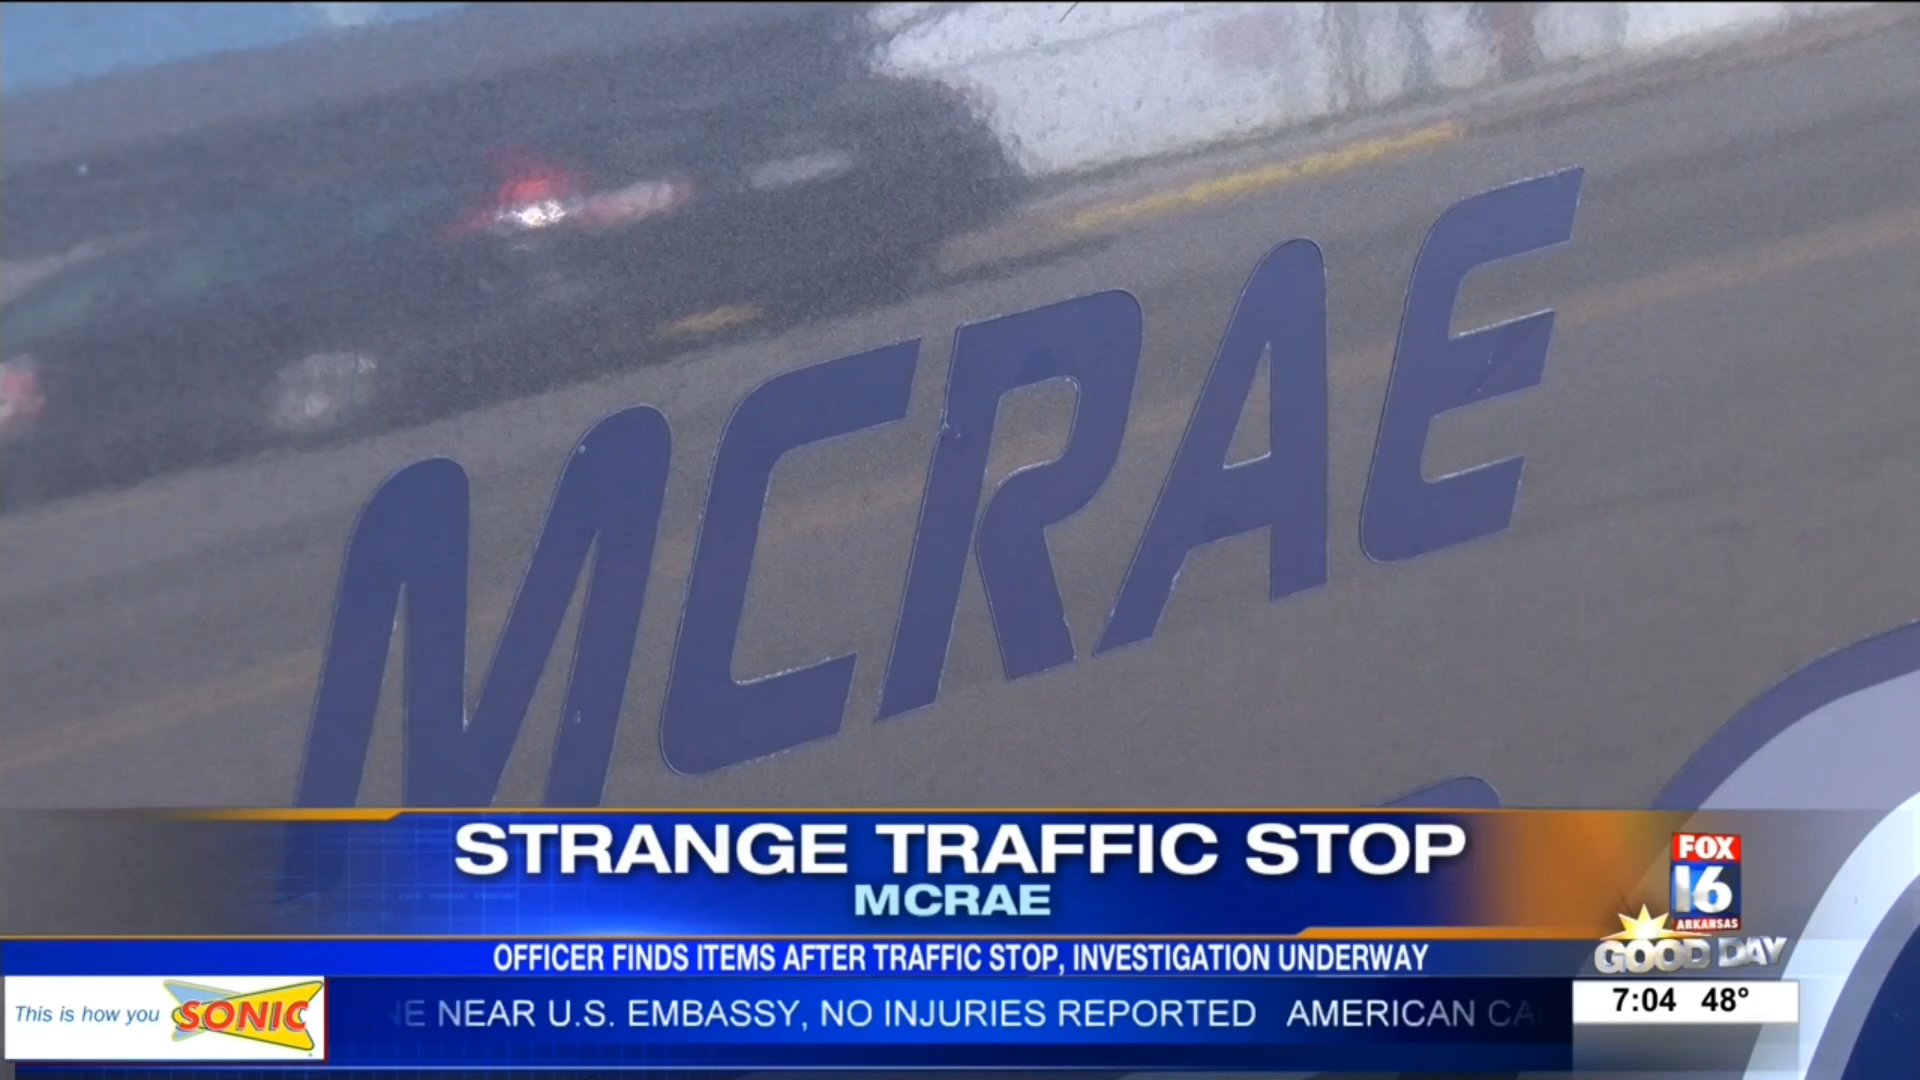 MCRAE
STRANGE TRAFFIC STOP
MCRAE
OFFICER FINDS ITEMS AFTER TRAFFIC STOP, INVESTIGATION UNDERWAY
FOX
16
ARKANSAS
GOOD DAY
This is how you SONIC
NEAR U.S. EMBASSY, NO INJURIES REPORTED AMERICAN
7:04 48°